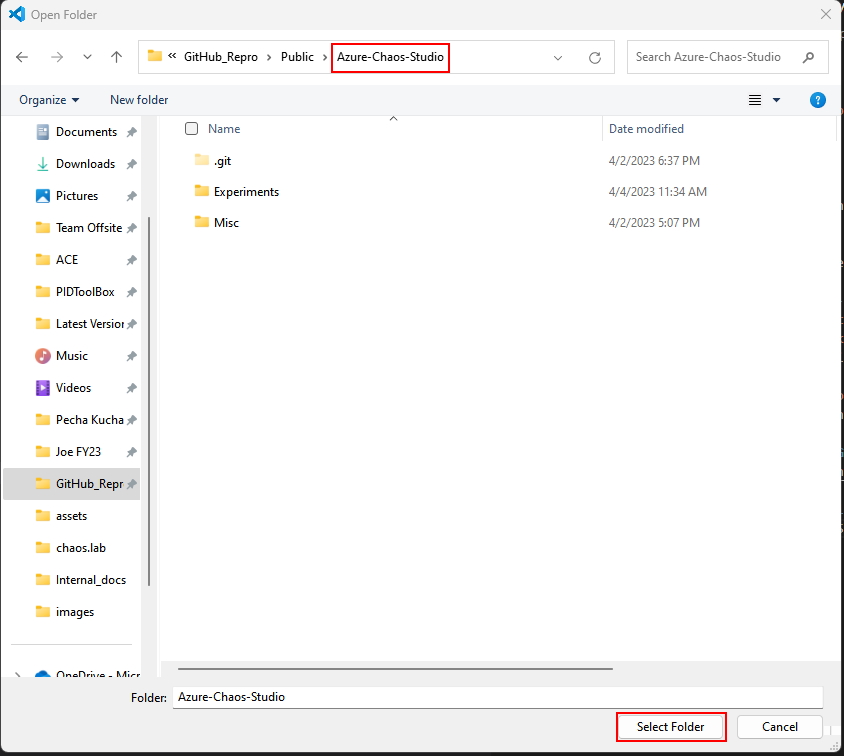 Open Folder
« GitHub_Repro > Public > Azure-Chaos-Studio
Search Azure-Chaos-Studio
Organize New folder
?
Documents
Downloads
Pictures
Team Offsite
ACE
PIDToolBox
Latest Version
Music
Videos
Pecha Kucha
Joe FY23
GitHub_Repr
assets
chaos.lab
Internal_docs
images
OneDrive - Micr
Name Date modified
.git 4/2/2023 6:37 PM
Experiments 4/4/2023 11:34 AM
Misc 4/2/2023 5:07 PM
Folder: Azure-Chaos-Studio
Select Folder Cancel